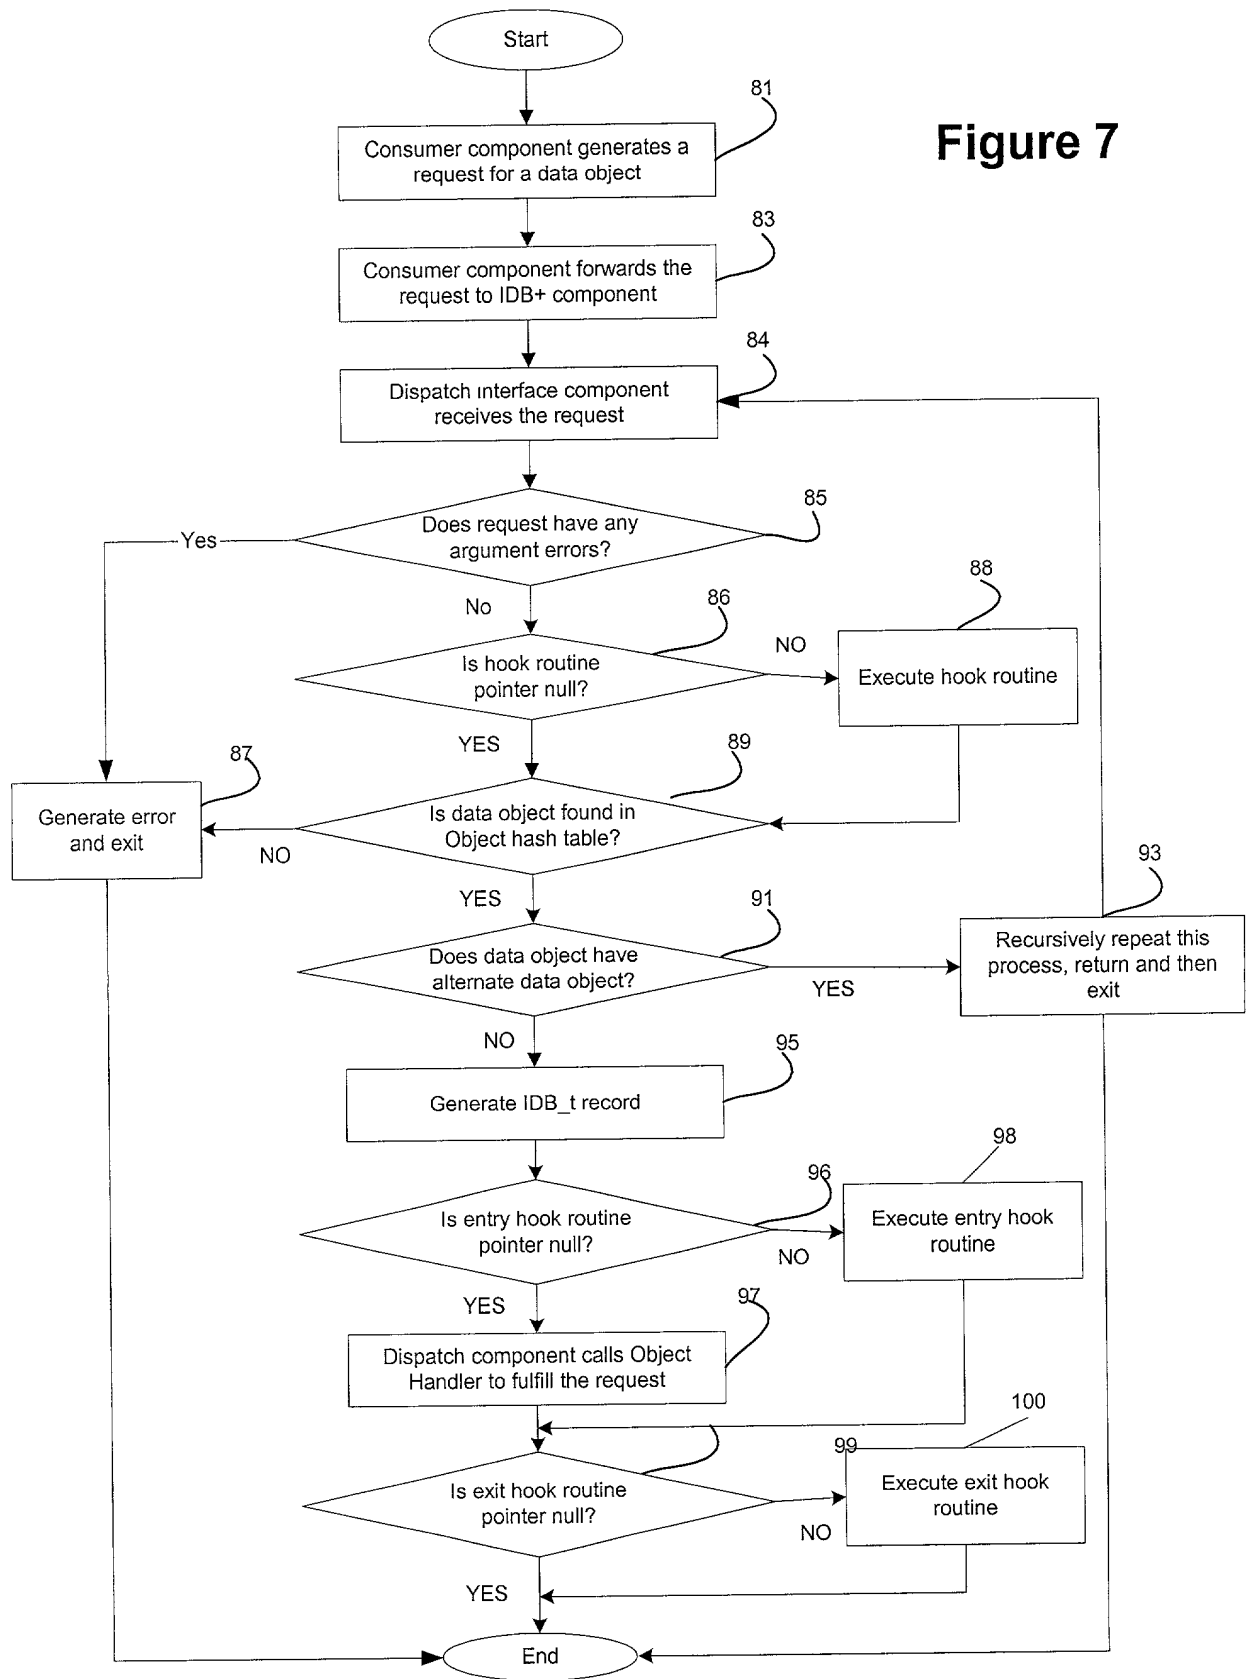 Start
Figure 7
81
Consumer component generates a
request for a data object
83
Consumer component forwards the
request to IDB+ component
84
Dispatch interface component
receives the request
85
Does request have any
argument errors?
Yes
No
86
88
Is hook routine
pointer null?
NO
Execute hook routine
YES
87
89
Generate error
and exit
Is data object found in
Object hash table?
NO
YES
91
93
Does data object have
alternate data object?
YES
Recursively repeat this
process, return and then
exit
NO
95
Generate IDB_t record
96
98
Is entry hook routine
pointer null?
NO
Execute entry hook
routine
YES
97
Dispatch component calls Object
Handler to fulfill the request
99
100
Is exit hook routine
pointer null?
NO
Execute exit hook
routine
YES
End